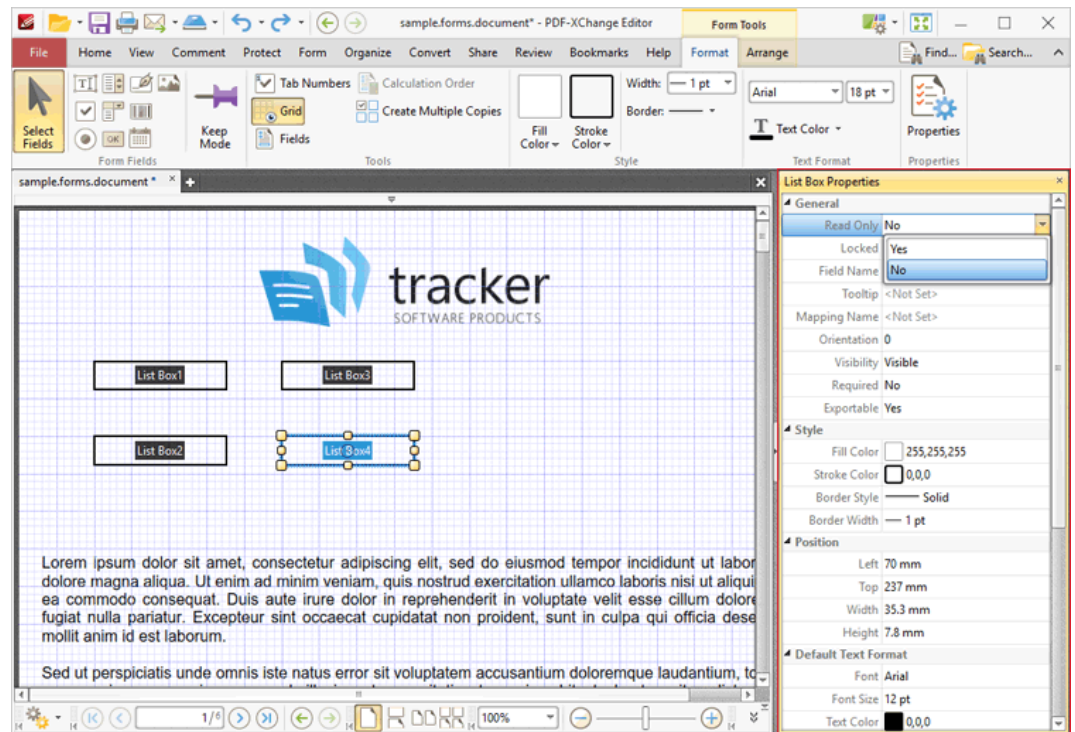 sample.forms.document* - PDF-XChange Editor
Form Tools
File Home View Comment Protect Form Organize Convert Share Review Bookmarks Help Format Arrange Find... Search...
Select Fields
OK
Keep Mode
Form Fields
Tab Numbers
Grid
Fields
Calculation Order
Create Multiple Copies
Tools
Fill Color
Stroke Color
Width: 1 pt
Border:
Style
Arial 18 pt
T Text Color
Text Format
Properties
Properties
sample.forms.document *
tracker
SOFTWARE PRODUCTS
List Box1
List Box3
List Box2
List Box4
Lorem ipsum dolor sit amet, consectetur adipiscing elit, sed do eiusmod tempor incididunt ut labor
dolore magna aliqua. Ut enim ad minim veniam, quis nostrud exercitation ullamco laboris nisi ut aliqui
ea commodo consequat. Duis aute irure dolor in reprehenderit in voluptate velit esse cillum dolore
fugiat nulla pariatur. Excepteur sint occaecat cupidatat non proident, sunt in culpa qui officia dese
mollit anim id est laborum.
Sed ut perspiciatis unde omnis iste natus error sit voluptatem accusantium doloremque laudantium, to
1/6
100%
List Box Properties
General
Read Only No
Locked Yes
Field Name No
Tooltip <Not Set>
Mapping Name <Not Set>
Orientation 0
Visibility Visible
Required No
Exportable Yes
Style
Fill Color 255,255,255
Stroke Color 0,0,0
Border Style Solid
Border Width 1 pt
Position
Left 70 mm
Top 237 mm
Width 35.3 mm
Height 7.8 mm
Default Text Format
Font Arial
Font Size 12 pt
Text Color 0,0,0